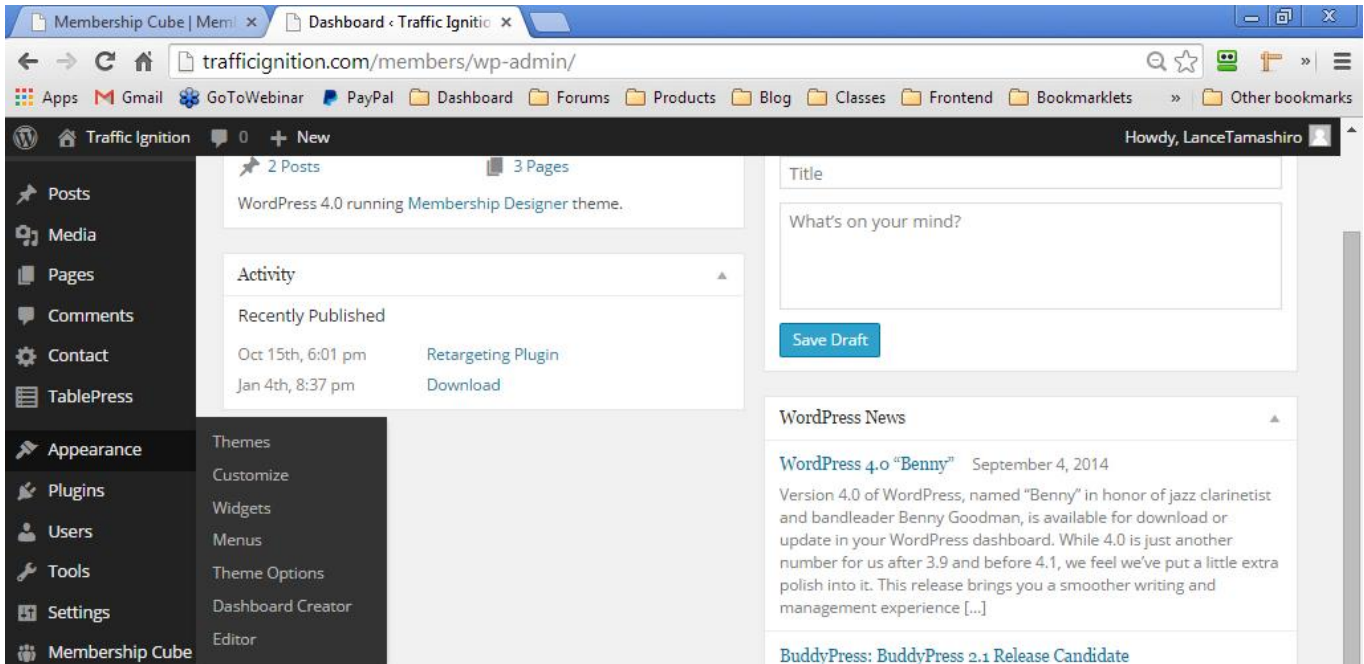 Membership Cube | Mem
Dashboard ‹ Traffic Ignitio
trafficignition.com/members/wp-admin/
Apps Gmail GoToWebinar PayPal Dashboard Forums Products Blog Classes Frontend Bookmarklets » Other bookmarks
Traffic Ignition 0 + New Howdy, LanceTamashiro
Posts
Media
Pages
Comments
Contact
TablePress
Appearance
Plugins
Users
Tools
Settings
Membership Cube
Themes
Customize
Widgets
Menus
Theme Options
Dashboard Creator
Editor
2 Posts 3 Pages
WordPress 4.0 running Membership Designer theme.
Activity
Recently Published
Oct 15th, 6:01 pm Retargeting Plugin
Jan 4th, 8:37 pm Download
Title
What's on your mind?
Save Draft
WordPress News
WordPress 4.0 “Benny” September 4, 2014
Version 4.0 of WordPress, named “Benny” in honor of jazz clarinetist
and bandleader Benny Goodman, is available for download or
update in your WordPress dashboard. While 4.0 is just another
number for us after 3.9 and before 4.1, we feel we’ve put a little extra
polish into it. This release brings you a smoother writing and
management experience […]
BuddyPress: BuddyPress 2.1 Release Candidate